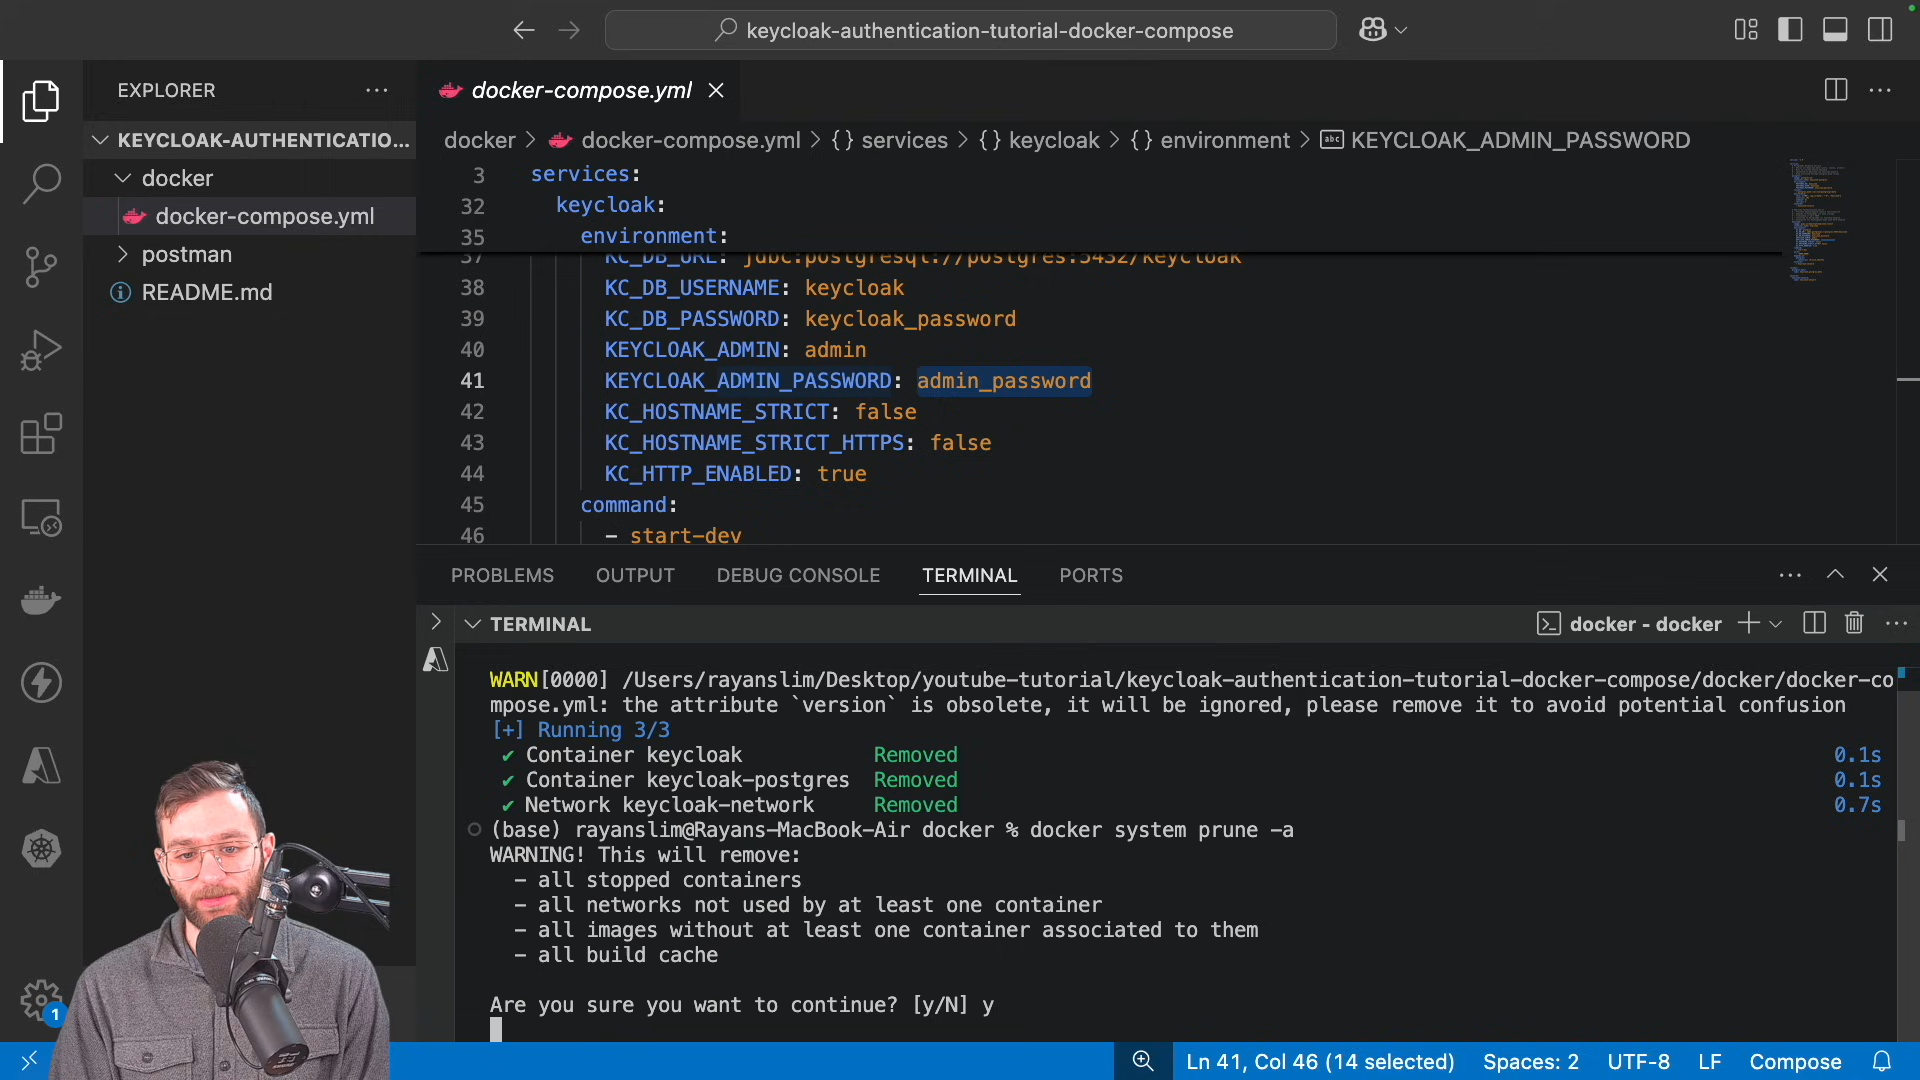 keycloak-authentication-tutorial-docker-compose
EXPLORER
KEYCLOAK-AUTHENTICATIO...
docker
docker-compose.yml
postman
README.md
docker-compose.yml
docker > docker-compose.yml > {} services > {} keycloak > {} environment > abc KEYCLOAK_ADMIN_PASSWORD
3 services:
32 keycloak:
35 environment:
37 KC_DB_URL: jdbc:postgresql://postgres:5432/keycloak
38 KC_DB_USERNAME: keycloak
39 KC_DB_PASSWORD: keycloak_password
40 KEYCLOAK_ADMIN: admin
41 KEYCLOAK_ADMIN_PASSWORD: admin_password
42 KC_HOSTNAME_STRICT: false
43 KC_HOSTNAME_STRICT_HTTPS: false
44 KC_HTTP_ENABLED: true
45 command:
46 - start-dev
PROBLEMS OUTPUT DEBUG CONSOLE TERMINAL PORTS
TERMINAL
docker - docker
WARN[0000] /Users/rayanslim/Desktop/youtube-tutorial/keycloak-authentication-tutorial-docker-compose/docker/docker-co
mpose.yml: the attribute `version` is obsolete, it will be ignored, please remove it to avoid potential confusion
[+] Running 3/3
✔ Container keycloak Removed 0.1s
✔ Container keycloak-postgres Removed 0.1s
✔ Network keycloak-network Removed 0.7s
(base) rayanslim@Rayans-MacBook-Air docker % docker system prune -a
WARNING! This will remove:
- all stopped containers
- all networks not used by at least one container
- all images without at least one container associated to them
- all build cache
Are you sure you want to continue? [y/N] y
1
Ln 41, Col 46 (14 selected) Spaces: 2 UTF-8 LF Compose